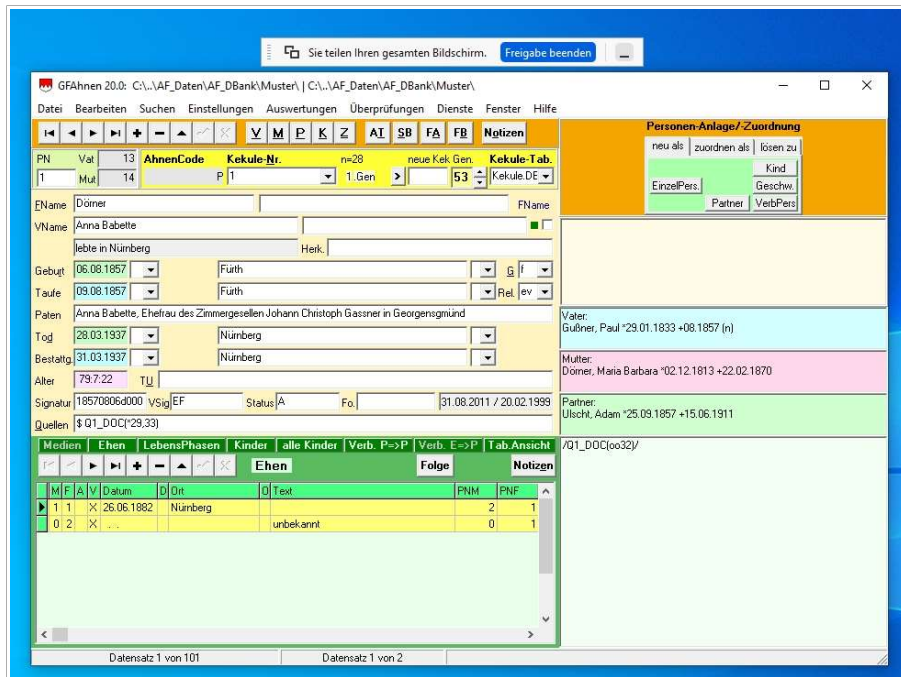 Sie teilen Ihren gesamten Bildschirm. Freigabe beenden
GFAhnen 20.0: C:\..\AF_Daten\AF_DBank\Muster\ | C:\..\AF_Daten\AF_DBank\Muster\
Datei Bearbeiten Suchen Einstellungen Auswertungen Überprüfungen Dienste Fenster Hilfe
V M P K Z AI SB FA FB Notizen
Personen-Anlage/-Zuordnung
neu als zuordnen als lösen zu
Kind
EinzelPers. Geschw.
Partner VerbPers
PN Vat 13 AhnenCode Kekule-Nr. n=28 neue Kek Gen. Kekule-Tab.
1 Mut 14 P 1 1.Gen > 53 Kekule.DE
FName Dörner FName
VName Anna Babette
lebte in Nürnberg Herk.
Geburt 06.08.1857 Fürth G f
Taufe 09.08.1857 Fürth Rel. ev
Paten Anna Babette, Ehefrau des Zimmergesellen Johann Christoph Gassner in Georgensgmünd
Tod 28.03.1937 Nürnberg
Bestattg. 31.03.1937 Nürnberg
Alter 79:7:22 TU
Signatur 18570806d000 VSig EF Status A Fo. 31.08.2011 / 20.02.1999
Quellen $ Q1_DOC(*29,33)
Vater:
Gußner, Paul *29.01.1833 +08.1857 (n)
Mutter:
Dörner, Maria Barbara *02.12.1813 +22.02.1870
Partner:
Ulscht, Adam *25.09.1857 +15.06.1911
/Q1_DOC(oo32)/
Medien Ehen LebensPhasen Kinder alle Kinder Verb. P=>P Verb. E=>P Tab.Ansicht
Ehen Folge Notizen
M F A V Datum D Ort O Text PNM PNF
1 1 X 26.06.1882 Nürnberg 2 1
0 2 X . . unbekannt 0 1
Datensatz 1 von 101 Datensatz 1 von 2